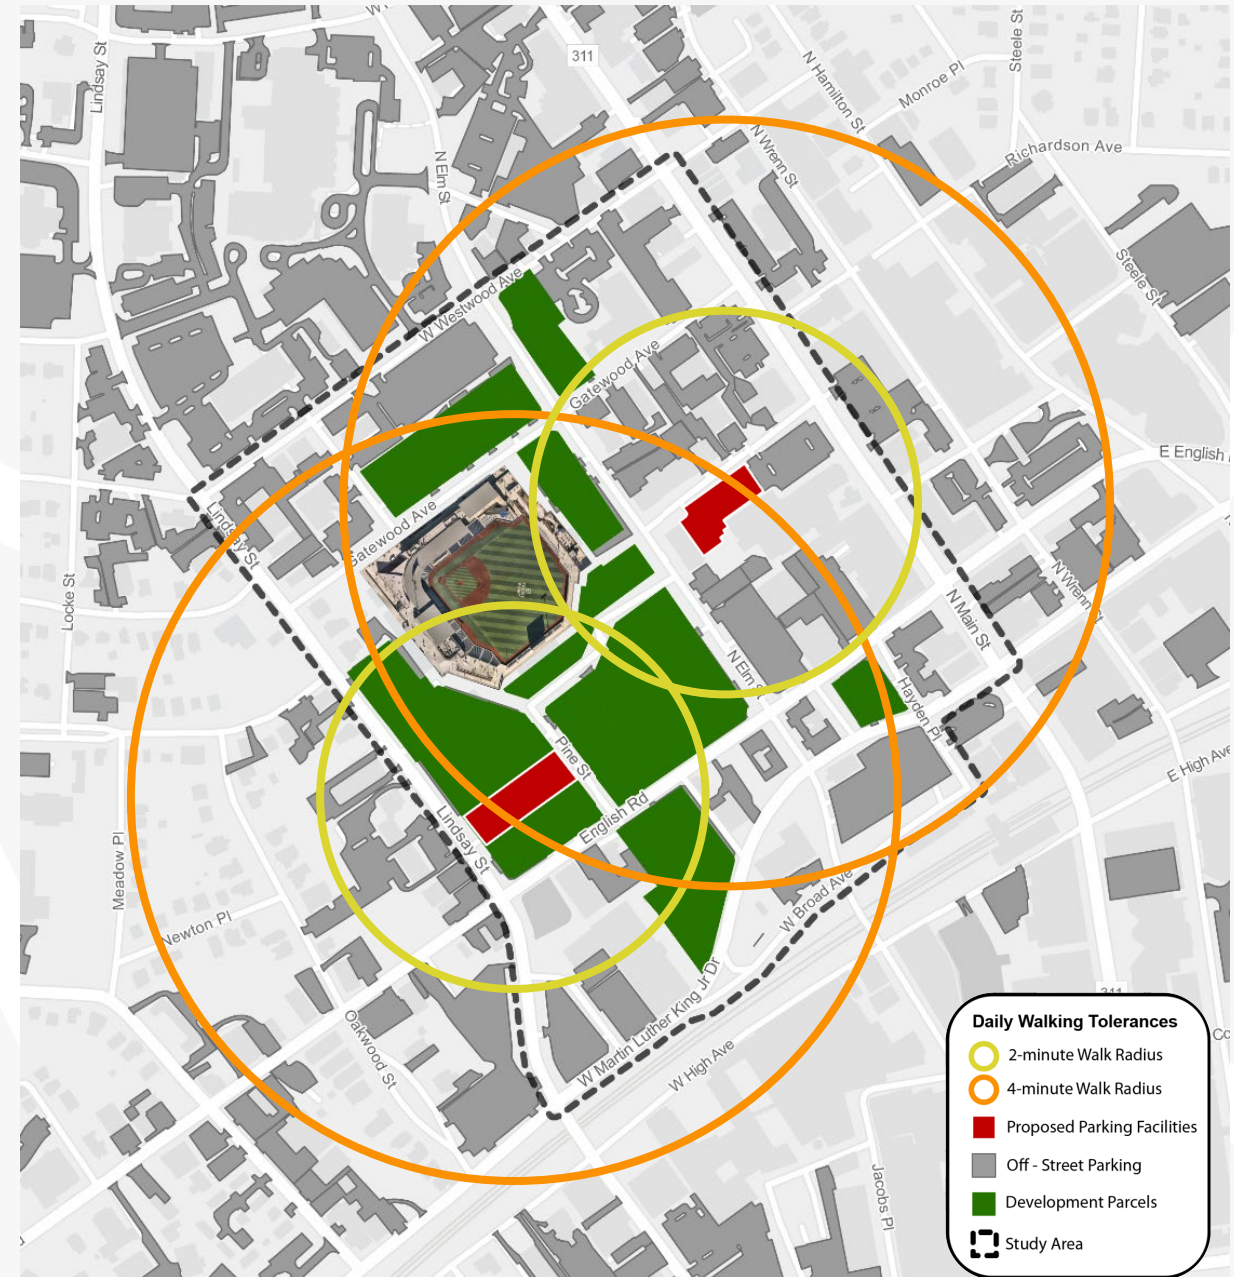 W
311
Lindsay St
N Elm St
N Hamilton St
Monroe Pl
Steele St
N Wrenn St
Richardson Ave
Steele St
W Westwood Ave
Gatewood Ave
E English
Lindsay St
Gatewood Ave
Locke St
N Wrenn St
N Main St
N Elm St
Hayden Pl
Pine St
E High Ave
English Rd
Lindsay St
Meadow Pl
W Broad Ave
Newton Pl
W Martin Luther King Jr Dr
311
Oakwood St
W High Ave
Co
Jacobs Pl
Daily Walking Tolerances
2-minute Walk Radius
4-minute Walk Radius
Proposed Parking Facilities
Off - Street Parking
Development Parcels
Study Area